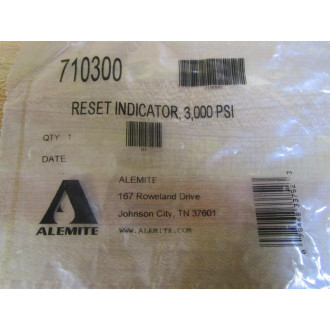 710300
RESET INDICATOR, 3,000 PSI
QTY 1
DATE
ALEMITE
167 Roweland Drive
Johnson City, TN 37601
www.ALEMITE.COM
ALEMITE